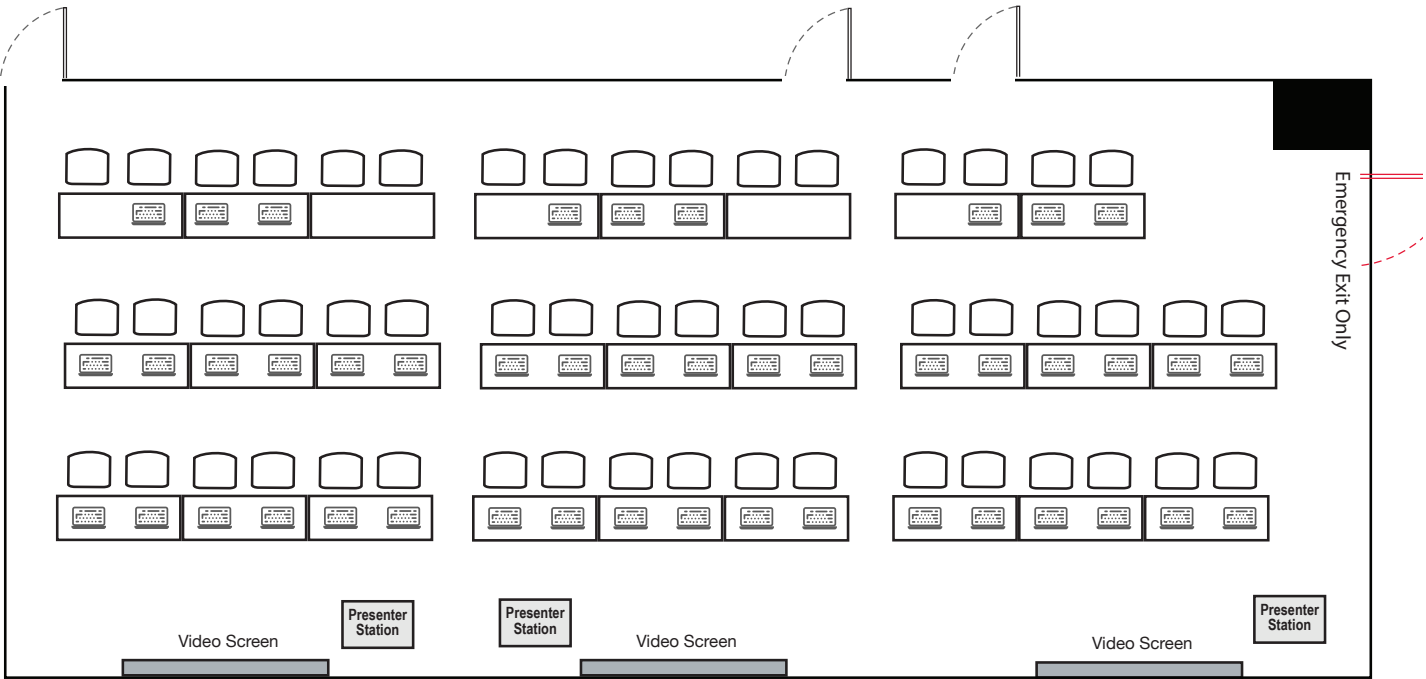 Emergency Exit Only
Presenter
Station
Presenter
Station
Presenter
Station
Video Screen
Video Screen
Video Screen